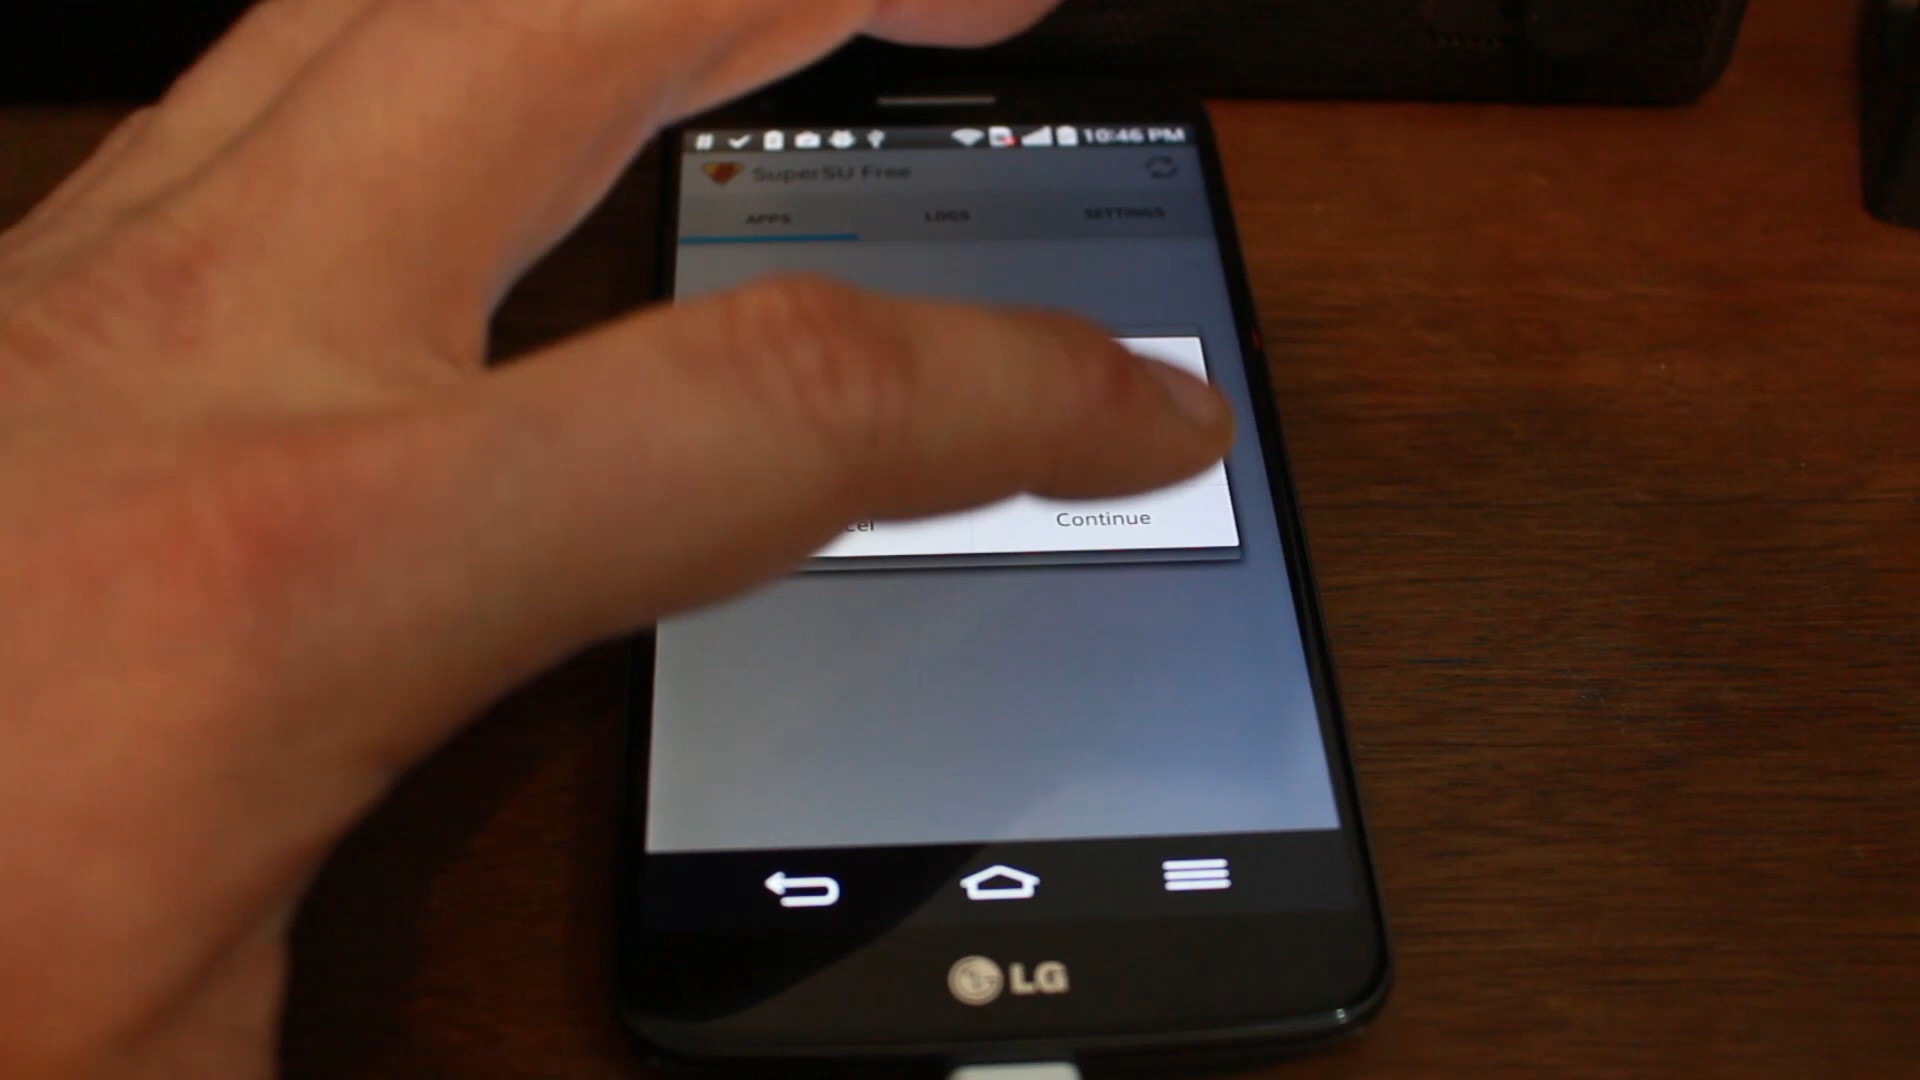 10:46 PM
SuperSU Free
APPS LOGS SETTINGS
Continue
LG